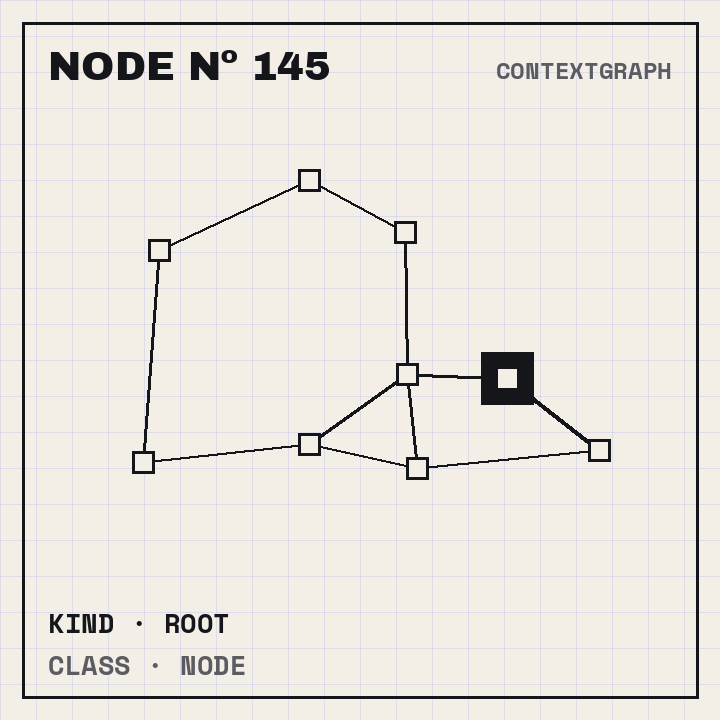 NODE Nº 145
CONTEXTGRAPH
KIND · ROOT
CLASS · NODE